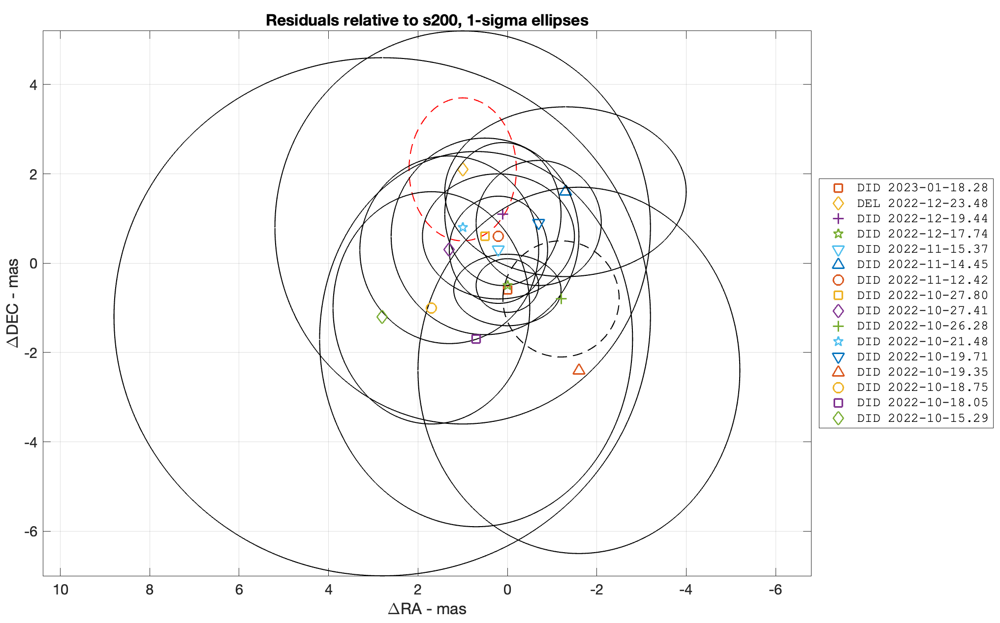 Residuals relative to s200, 1-sigma ellipses
4
2
0
-2
-4
-6
ΔDEC - mas
10 8 6 4 2 0 -2 -4 -6
ΔRA - mas
DID 2023-01-18.28
DEL 2022-12-23.48
DID 2022-12-19.44
DID 2022-12-17.74
DID 2022-11-15.37
DID 2022-11-14.45
DID 2022-11-12.42
DID 2022-10-27.80
DID 2022-10-27.41
DID 2022-10-26.28
DID 2022-10-21.48
DID 2022-10-19.71
DID 2022-10-19.35
DID 2022-10-18.75
DID 2022-10-18.05
DID 2022-10-15.29